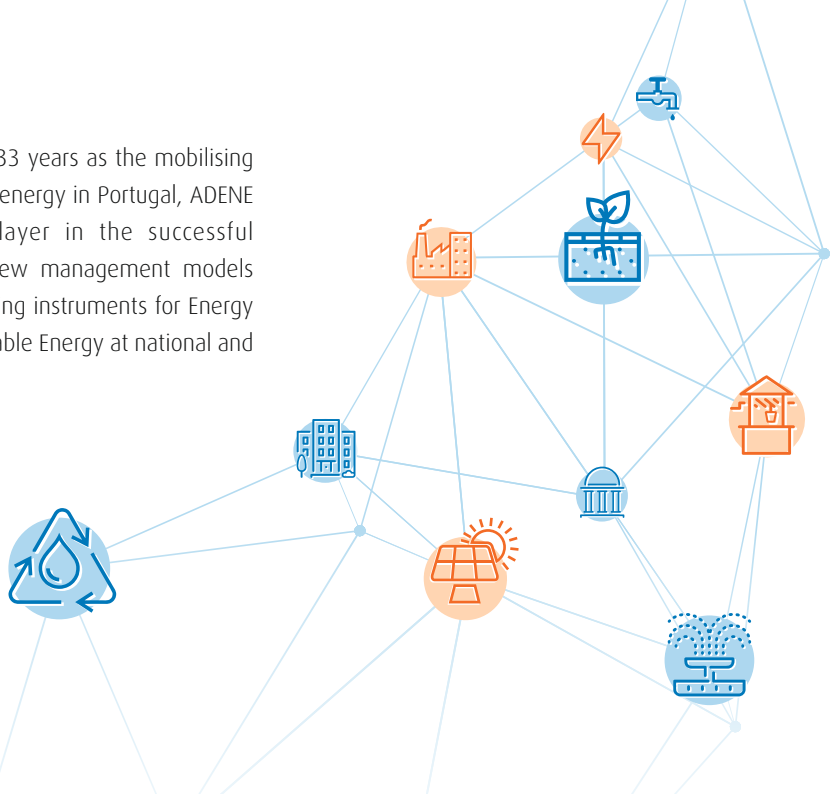 33 years as the mobilising
energy in Portugal, ADENE
layer in the successful
ew management models
ng instruments for Energy
able Energy at national and